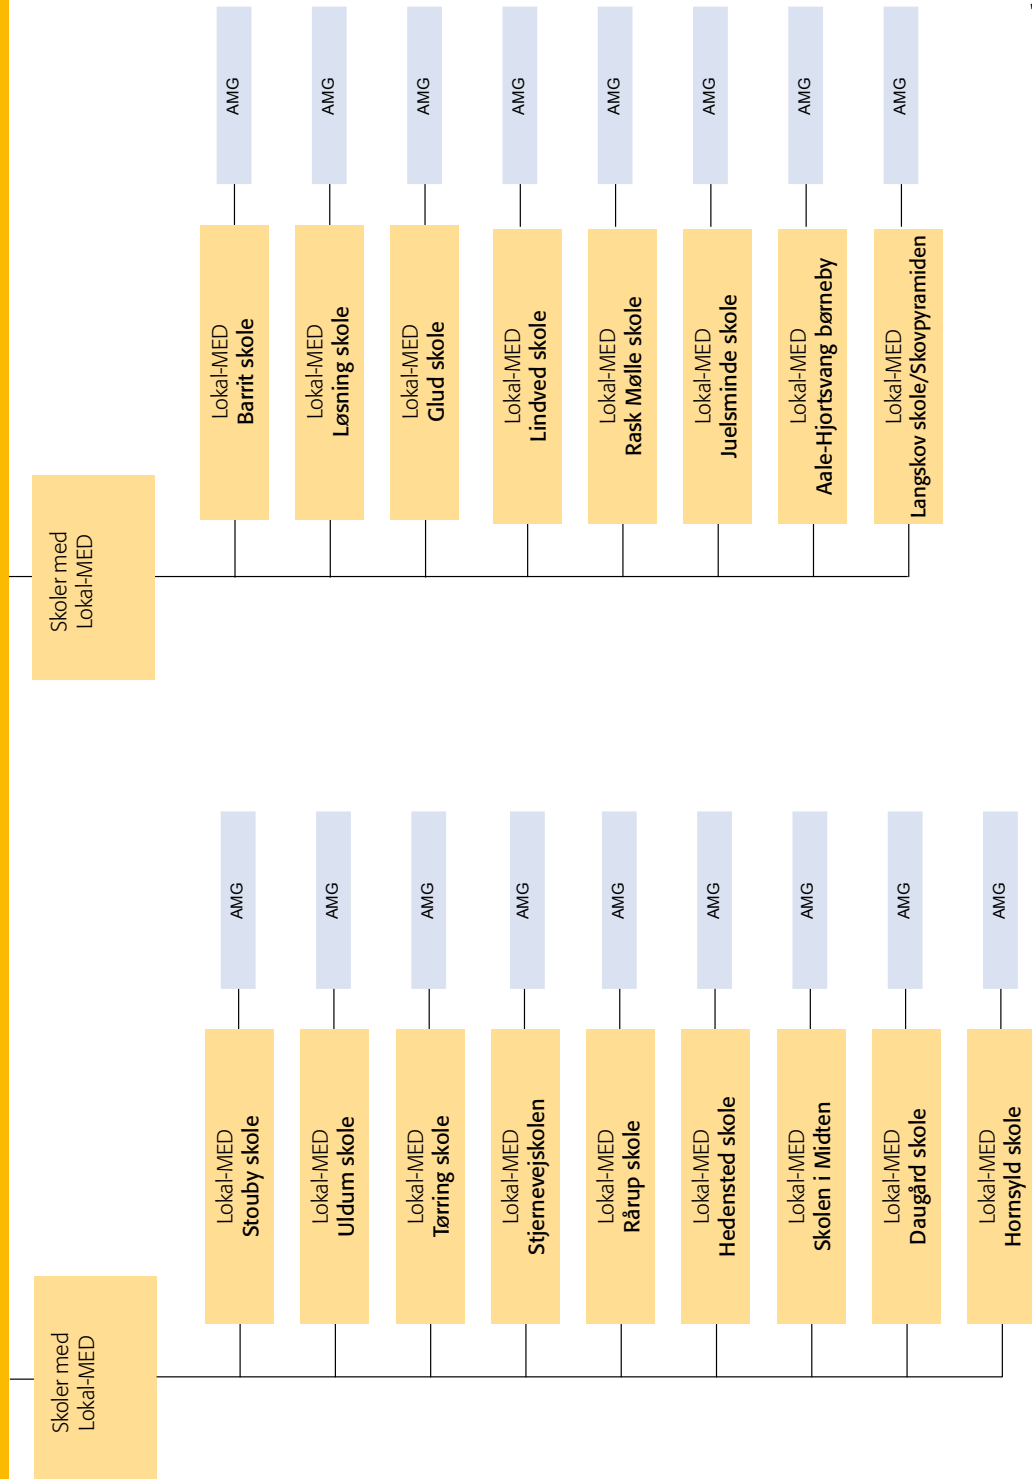 Skoler med
Lokal-MED
Lokal-MED
Stouby skole
AMG
Lokal-MED
Uldum skole
AMG
Lokal-MED
Tørring skole
AMG
Lokal-MED
Stjernevejskolen
AMG
Lokal-MED
Rårup skole
AMG
Lokal-MED
Hedensted skole
AMG
Lokal-MED
Skolen i Midten
AMG
Lokal-MED
Daugård skole
AMG
Lokal-MED
Hornsyld skole
AMG
Skoler med
Lokal-MED
Lokal-MED
Barrit skole
AMG
Lokal-MED
Løsning skole
AMG
Lokal-MED
Glud skole
AMG
Lokal-MED
Lindved skole
AMG
Lokal-MED
Rask Mølle skole
AMG
Lokal-MED
Juelsminde skole
AMG
Lokal-MED
Aale-Hjortsvang børneby
AMG
Lokal-MED
Langskov skole/Skovpyramiden
AMG